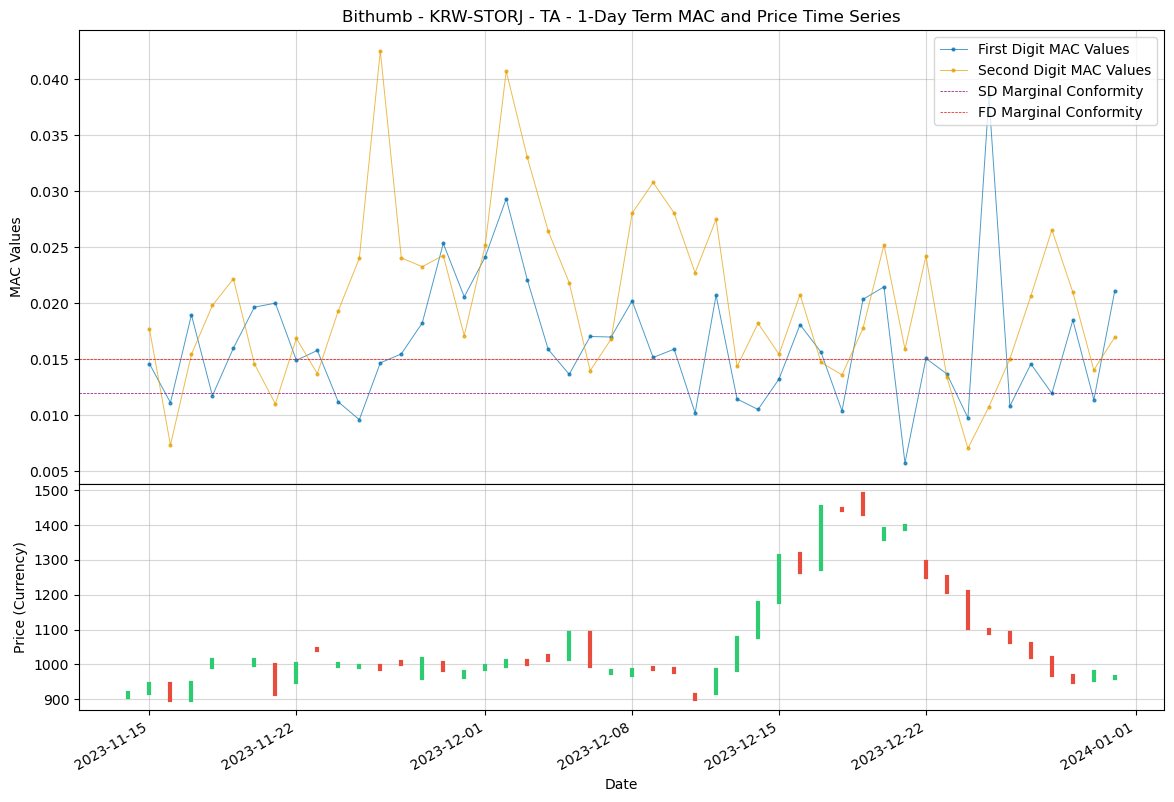 Bithumb - KRW-STORJ - TA - 1-Day Term MAC and Price Time Series
First Digit MAC Values
Second Digit MAC Values
SD Marginal Conformity
FD Marginal Conformity
MAC Values
0.040
0.035
0.030
0.025
0.020
0.015
0.010
0.005
Price (Currency)
1500
1400
1300
1200
1100
1000
900
2023-11-15
2023-11-22
2023-12-01
2023-12-08
2023-12-15
2023-12-22
2024-01-01
Date